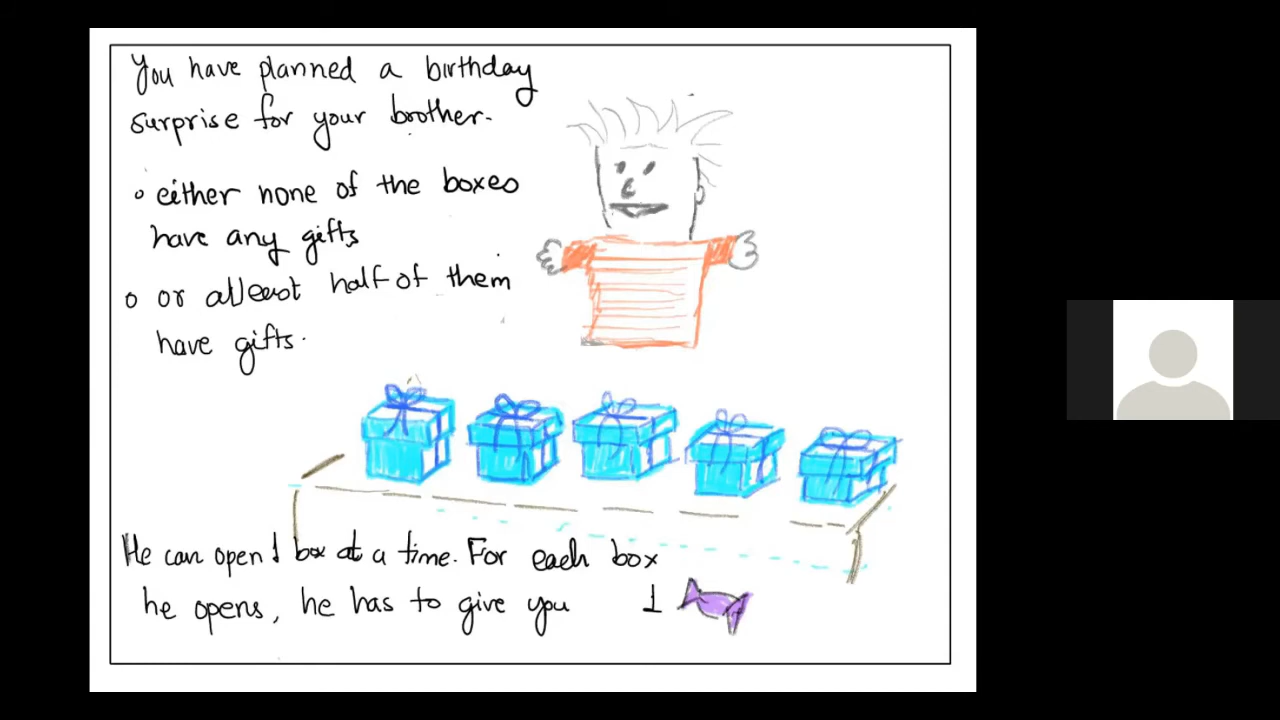 You have planned a birthday
surprise for your brother.
either none of the boxes
have any gifts
or atleast half of them
have gifts.
He can open 1 box at a time. For each box
he opens, he has to give you 1